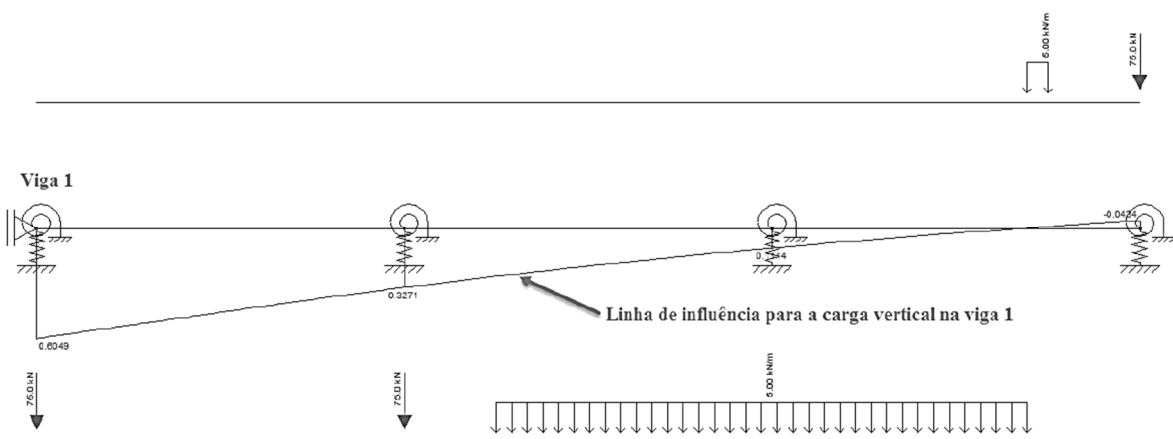 5.00 kN/m
75.0 kN
Viga 1
-0.0434
0.3271
Linha de influência para a carga vertical na viga 1
0.6049
75.0 kN
75.0 kN
5.00 kN/m